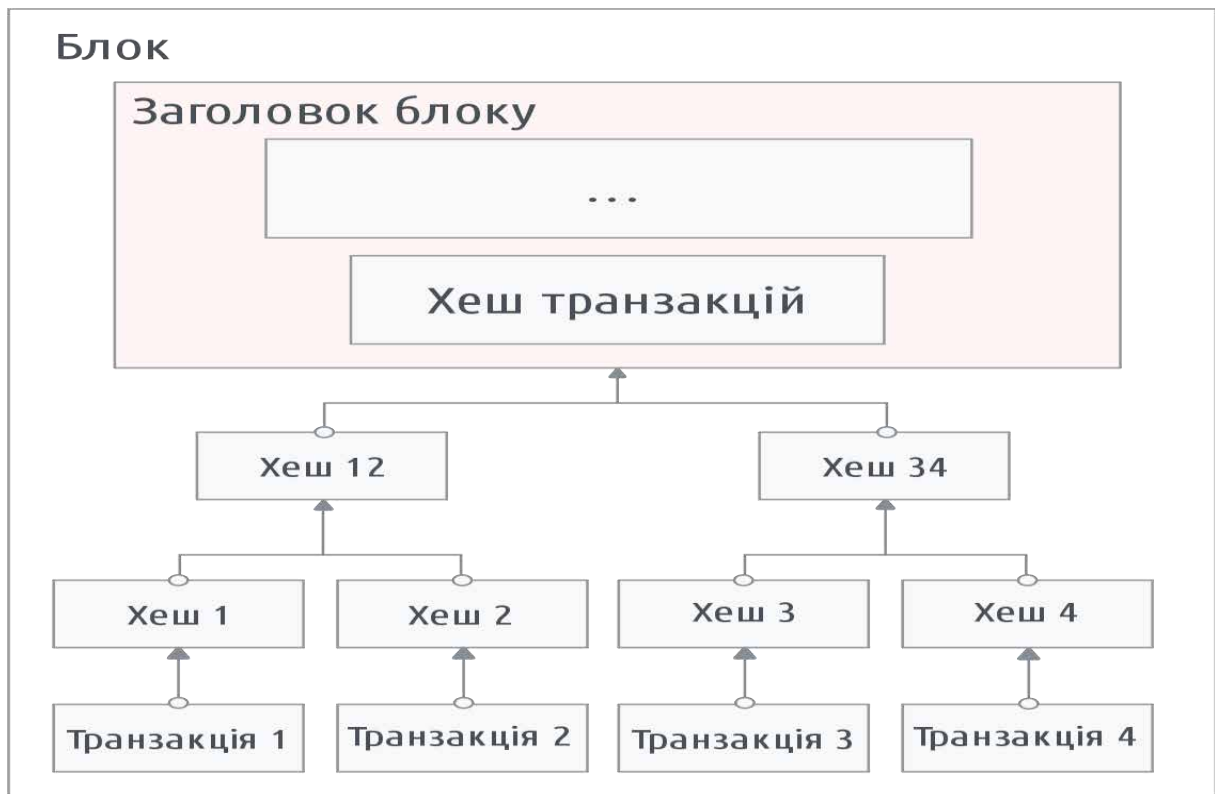 Блок
Заголовок блоку
...
Хеш транзакцій
Хеш 12
Хеш 34
Хеш 1
Хеш 2
Хеш 3
Хеш 4
Транзакція 1
Транзакція 2
Транзакція 3
Транзакція 4